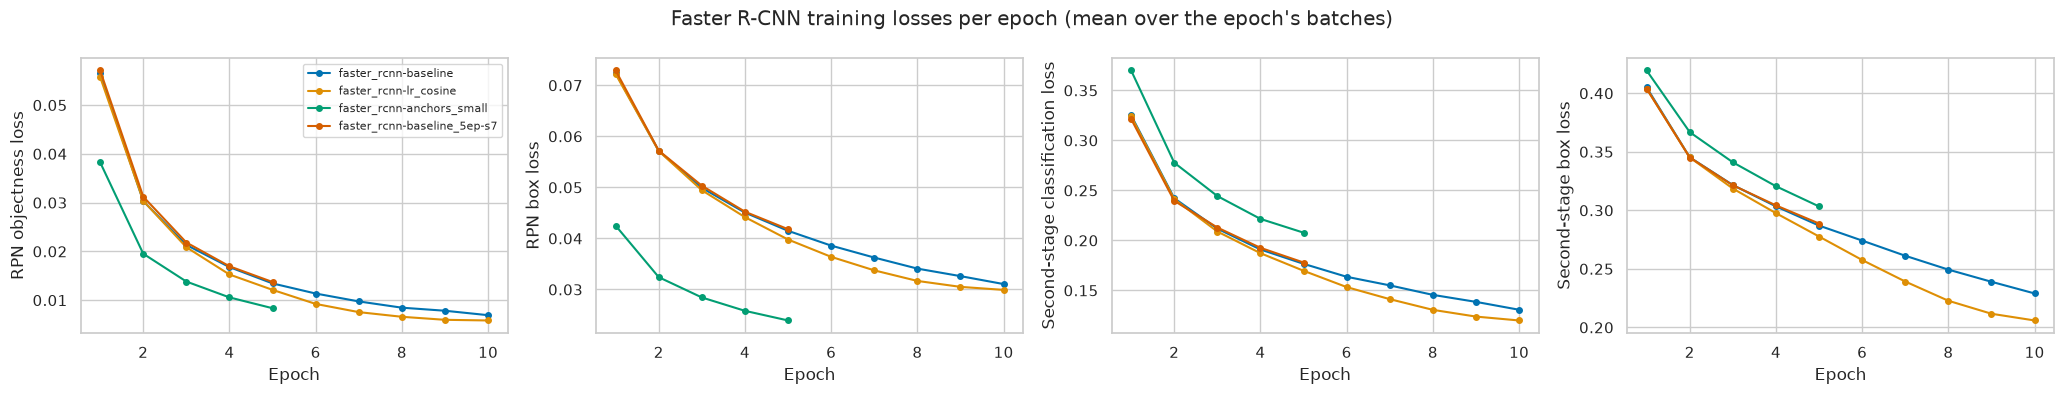 Faster R-CNN training losses per epoch (mean over the epoch's batches)
RPN objectness loss
0.05
0.04
0.03
0.02
0.01
2 4 6 8 10
Epoch
faster_rcnn-baseline
faster_rcnn-lr_cosine
faster_rcnn-anchors_small
faster_rcnn-baseline_5ep-s7
RPN box loss
0.07
0.06
0.05
0.04
0.03
2 4 6 8 10
Epoch
Second-stage classification loss
0.35
0.30
0.25
0.20
0.15
2 4 6 8 10
Epoch
Second-stage box loss
0.40
0.35
0.30
0.25
0.20
2 4 6 8 10
Epoch